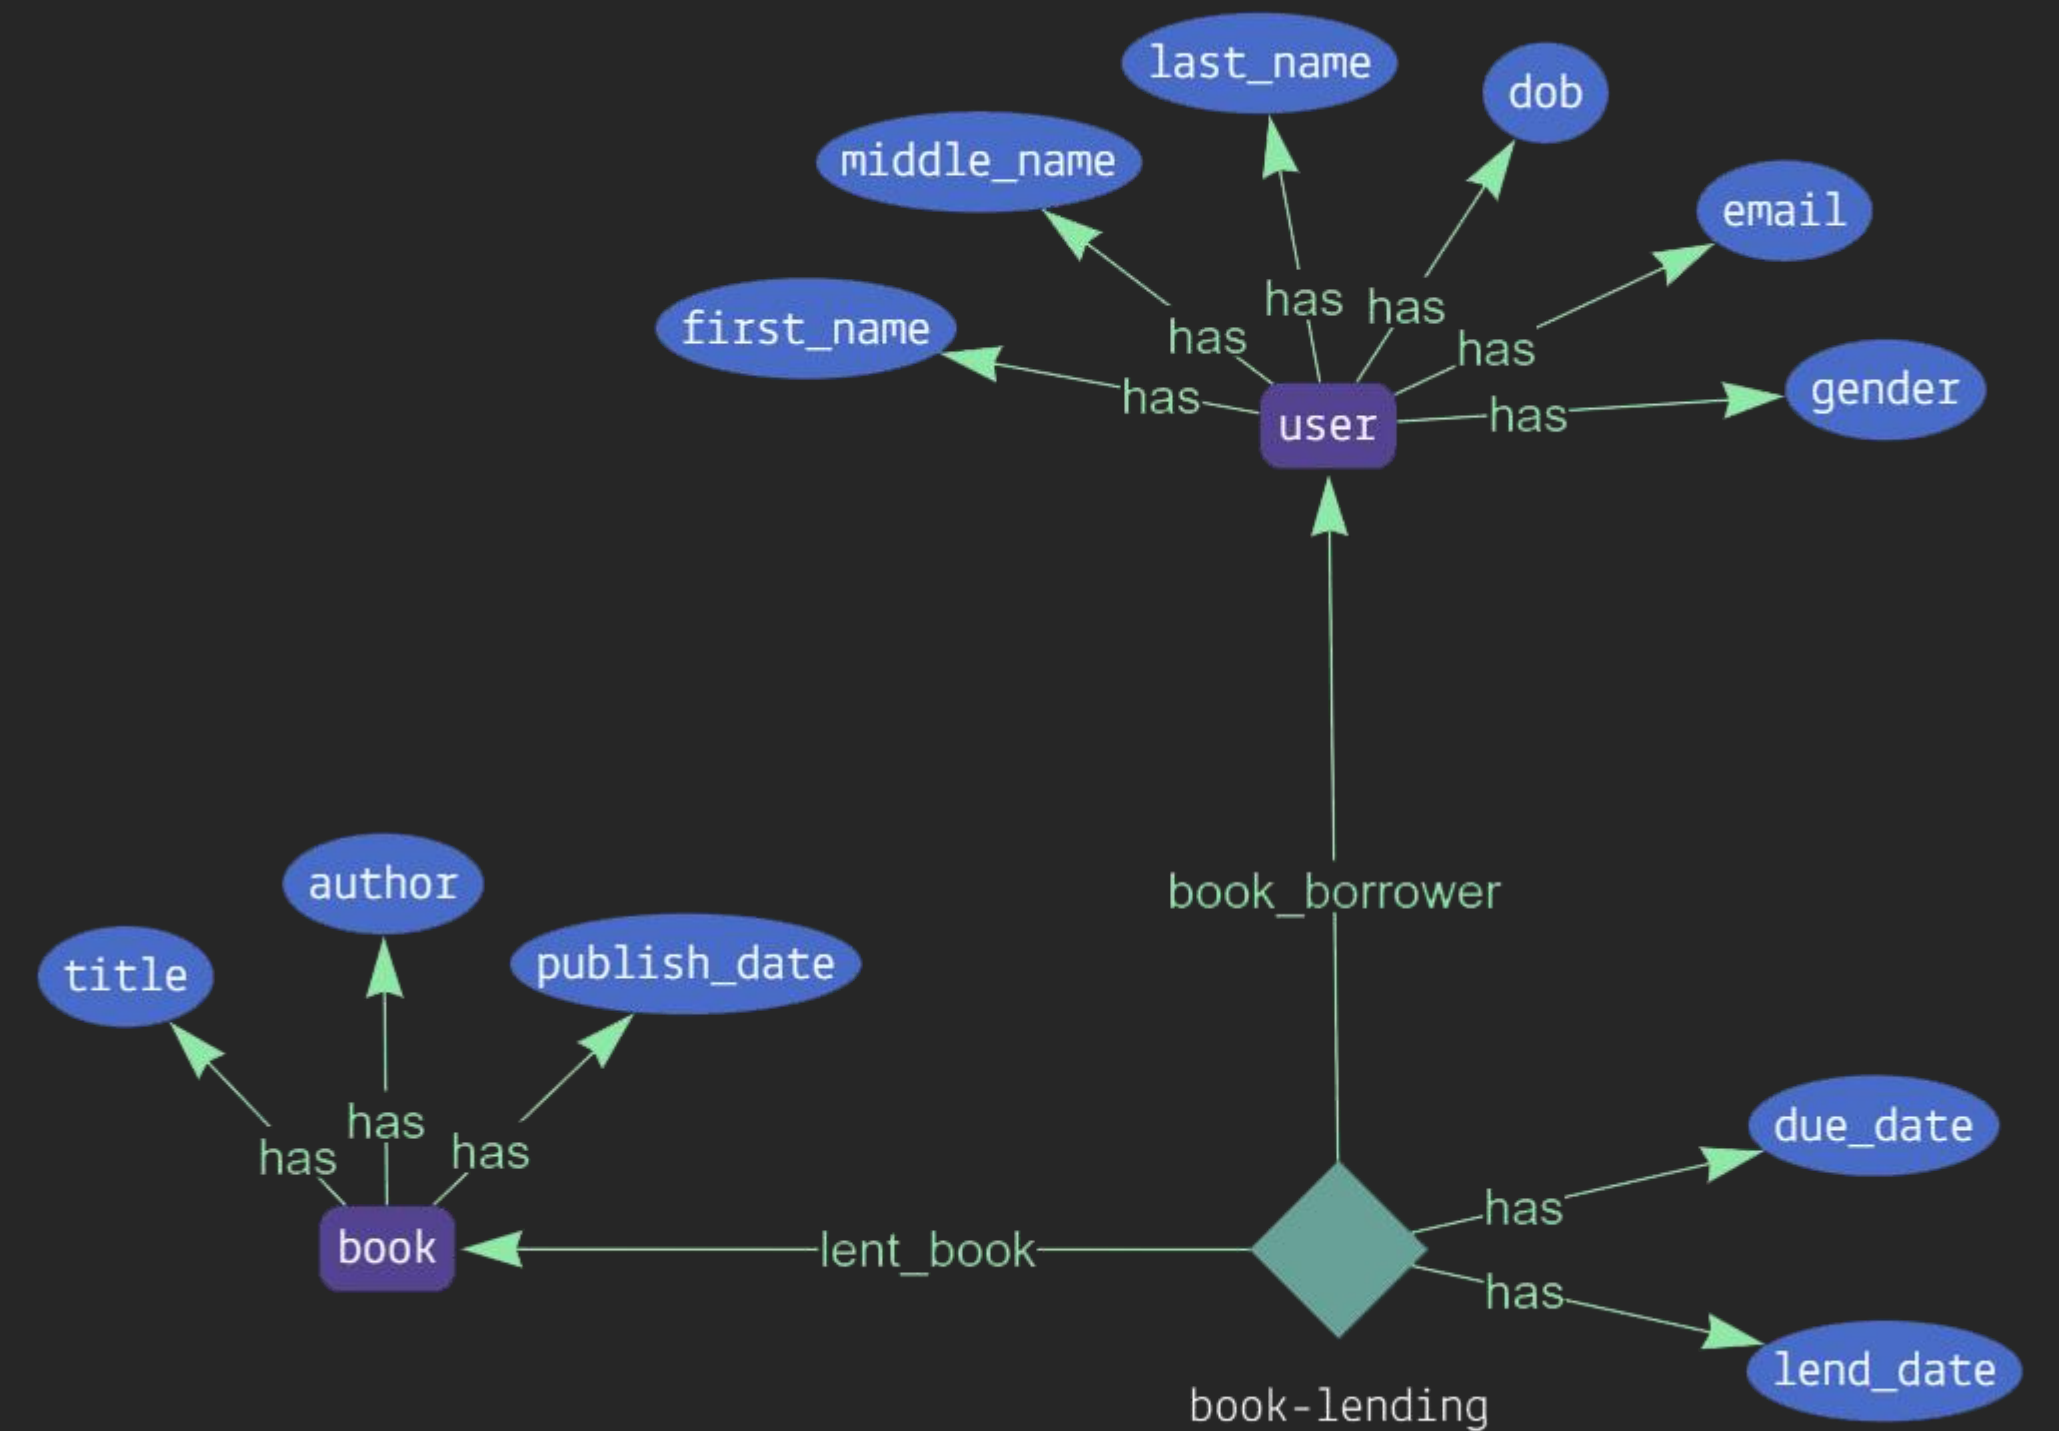 last_name
dob
middle_name
email
first_name
has
has
has
has
gender
has
has
user
book_borrower
author
title
publish_date
has
has
has
due_date
has
book
lent_book
has
lend_date
book-lending